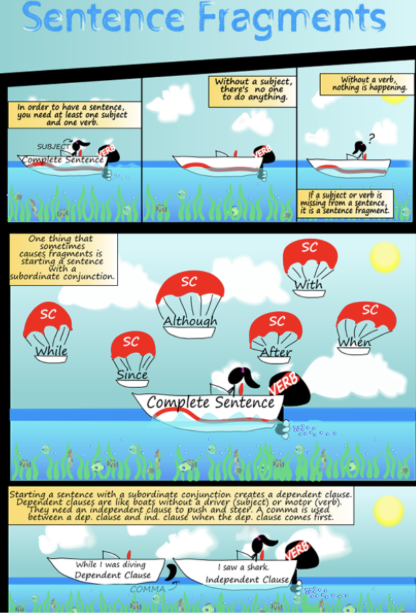 Sentence Fragments
In order to have a sentence,
you need at least one subject
and one verb.
SUBJECT
Complete Sentence
VERB
Without a subject,
there's no one
to do anything.
VERB
Without a verb,
nothing is happening.
?
If a subject or verb is
missing from a sentence,
it is a sentence fragment.
One thing that
sometimes
causes fragments is
starting a sentence
with a
subordinate conjunction.
SC
With
SC
Although
SC
While
SC
Since
SC
After
SC
When
Complete Sentence
VERB
Starting a sentence with a subordinate conjunction creates a dependent clause.
Dependent clauses are like boats without a driver (subject) or motor (verb).
They need an independent clause to push and steer. A comma is used
between a dep. clause and ind. clause when the dep. clause comes first.
While I was diving
Dependent Clause
COMMA
I saw a shark.
Independent Clause
VERB